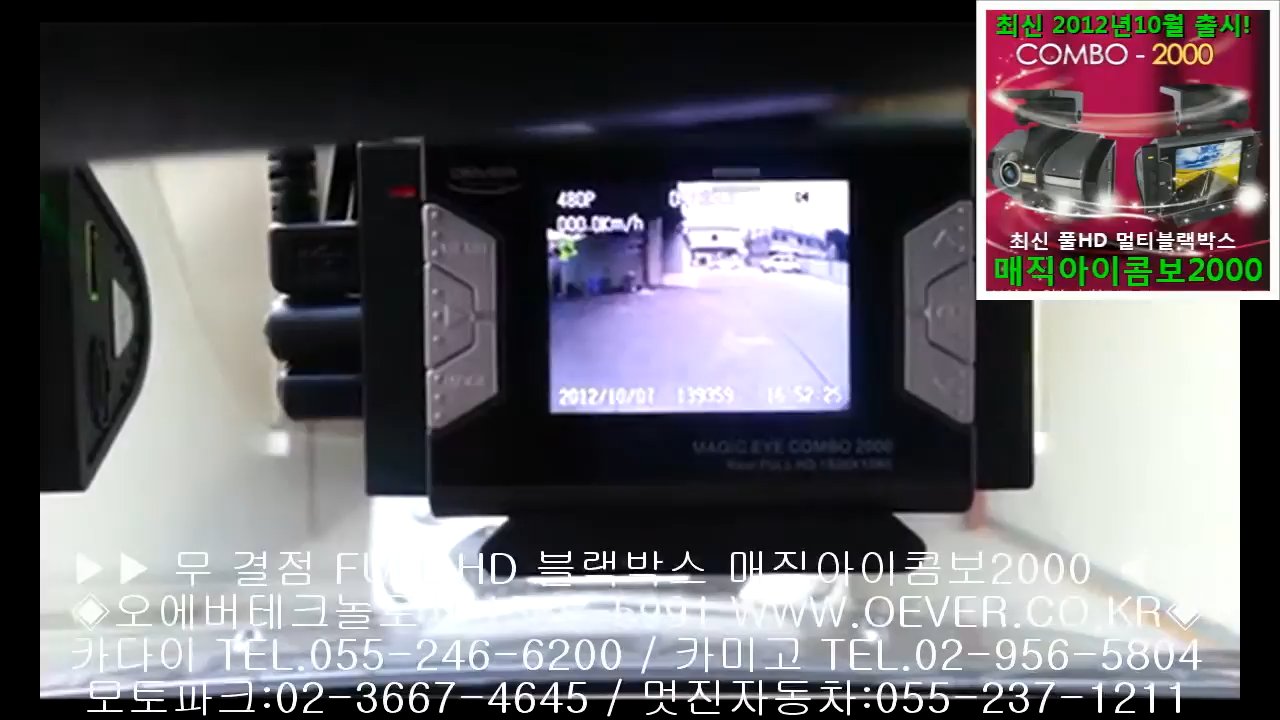 최신 2012년10월 출시!
COMBO - 2000
최신 풀HD 멀티블랙박스
매직아이콤보2000
480P
000.0Km/h
2012/10/07 139359 16:52:25
MAGIC EYE COMBO 2000
▶▶ 무 결점 HD 블랙박스 매직아이콤보2000
◈오에버테크놀로 WWW.OEVER.CO.KR◈
카다이 TEL.055-246-6200 / 카미고 TEL.02-956-5804
모토파크:02-3667-4645 / 멋진자동차:055-237-1211